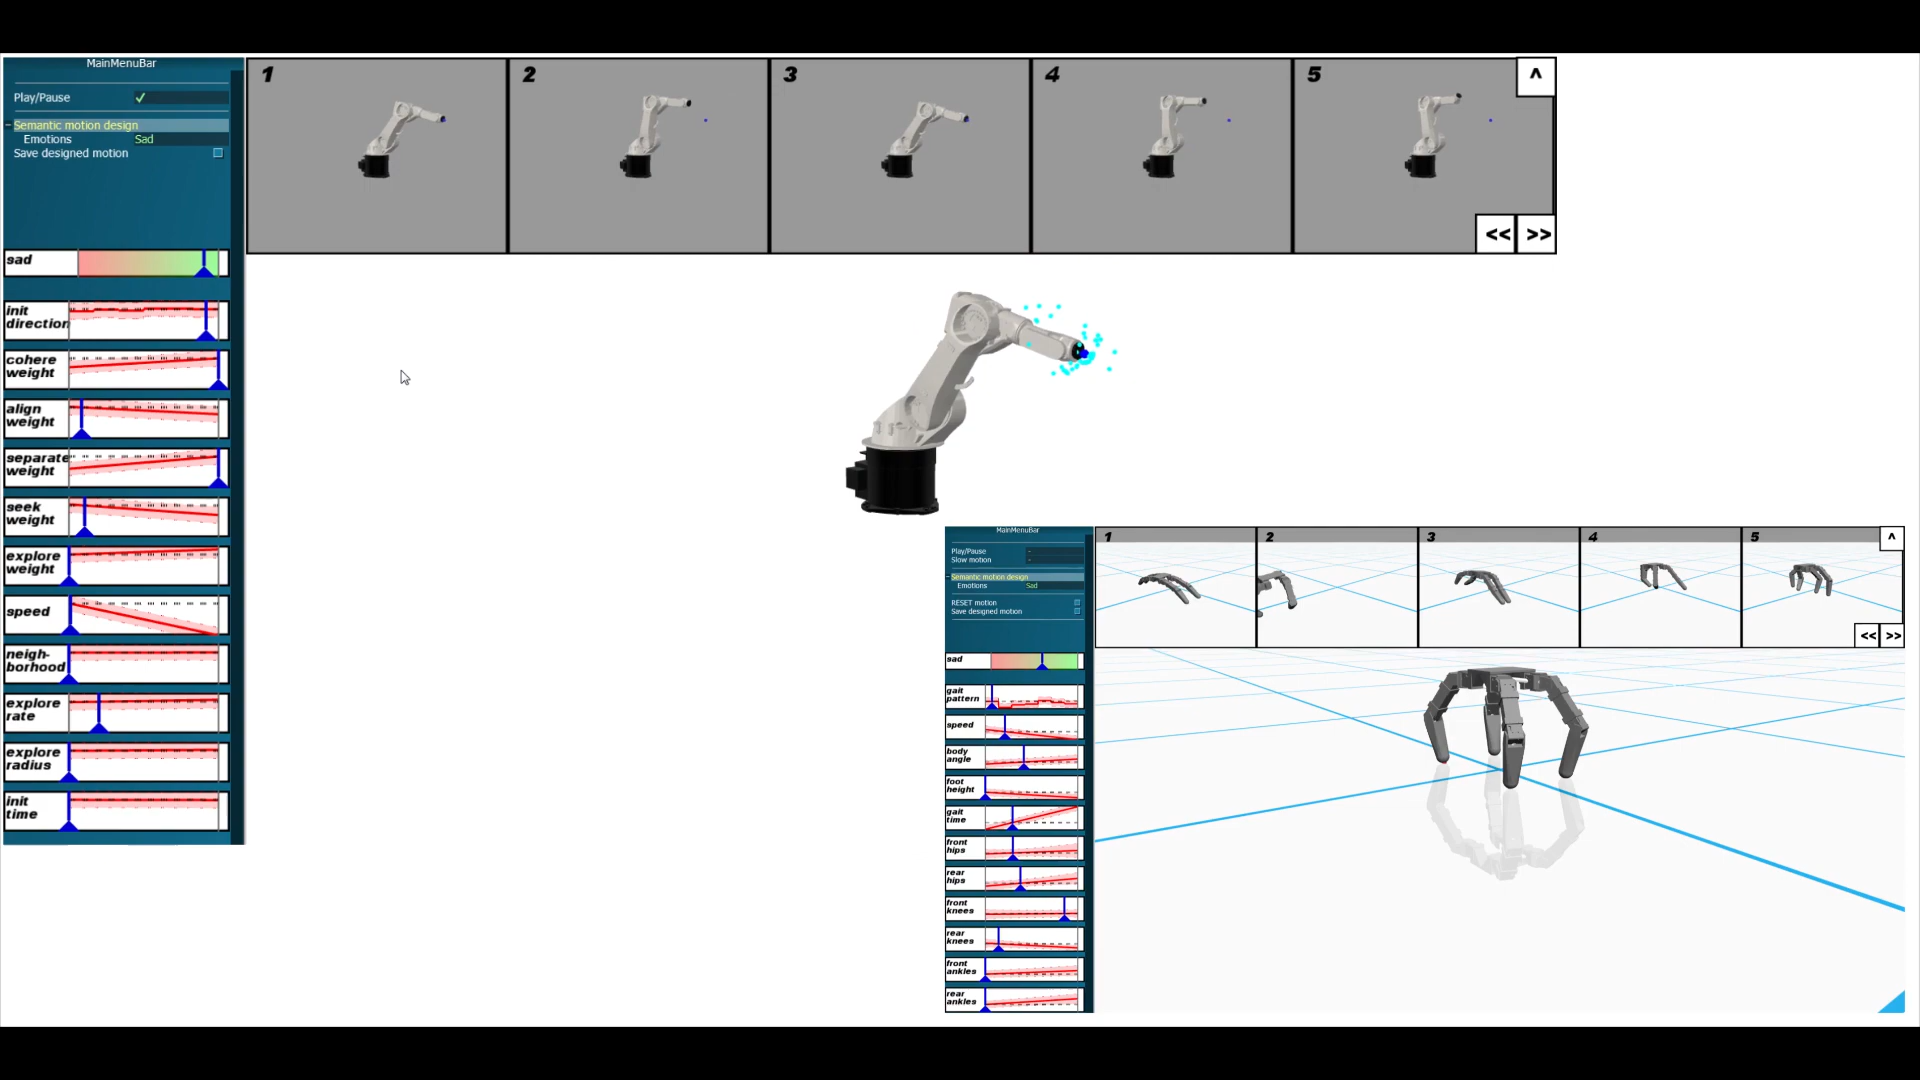 MainMenuBar
Play/Pause
Semantic motion design
Emotions Sad
Save designed motion
sad
init
direction
cohere
weight
align
weight
separate
weight
seek
weight
explore
weight
speed
neigh-
borhood
explore
rate
explore
radius
init
time
1 2 3 4 5 ^
<< >>
MainMenuBar
Play/Pause
Slow motion
Semantic motion design
Emotions Sad
RESET motion
Save designed motion
sad
gait
pattern
speed
body
angle
foot
height
gait
time
front
hips
rear
hips
front
knees
rear
knees
front
ankles
rear
ankles
1 2 3 4 5 ^
<< >>